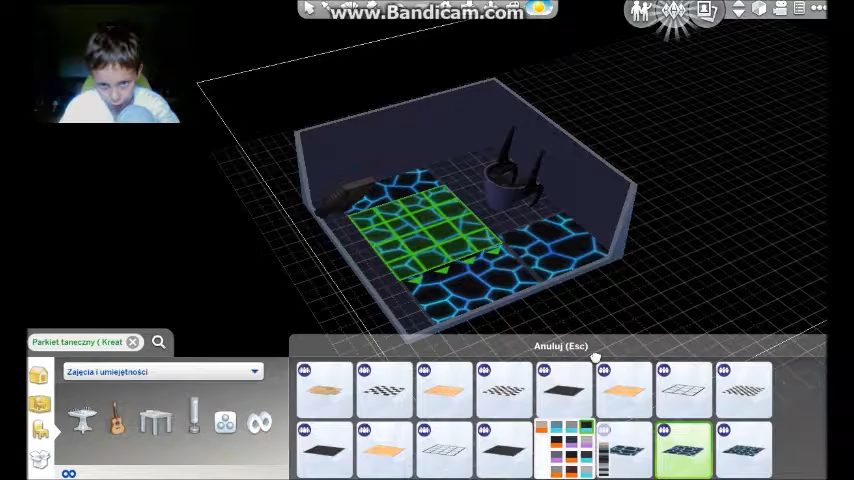 www.Bandicam.com
Anuluj (Esc)
Parkiet taneczny ( Kreat
Zajęcia i umiejętności